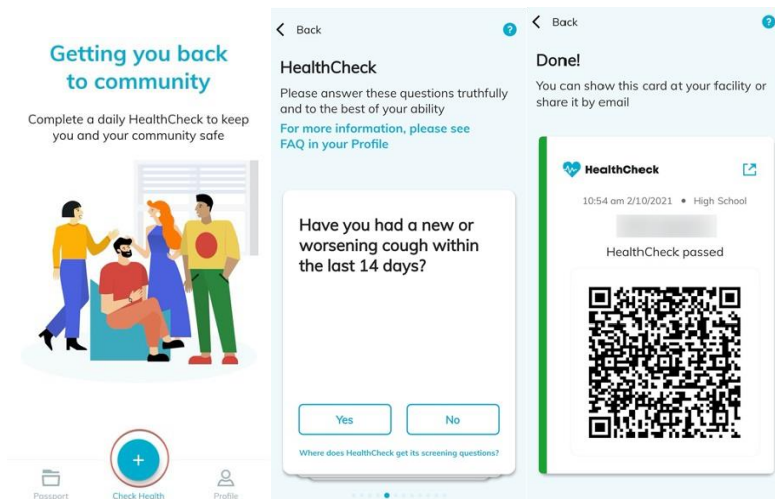 Getting you back
to community
Complete a daily HealthCheck to keep
you and your community safe
Passport
Check Health
Profile
Back
?
HealthCheck
Please answer these questions truthfully
and to the best of your ability
For more information, please see
FAQ in your Profile
Have you had a new or
worsening cough within
the last 14 days?
Yes
No
Where does HealthCheck get its screening questions?
Back
?
Done!
You can show this card at your facility or
share it by email
HealthCheck
10:54 am 2/10/2021 • High School
HealthCheck passed